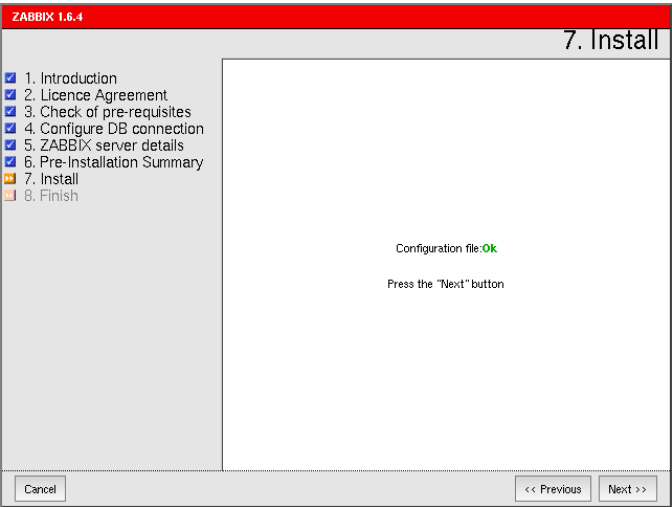 ZABBIX 1.6.4
7. Install
1. Introduction
2. Licence Agreement
3. Check of pre-requisites
4. Configure DB connection
5. ZABBIX server details
6. Pre-Installation Summary
7. Install
8. Finish
Configuration file:Ok
Press the "Next" button
Cancel
<< Previous
Next >>